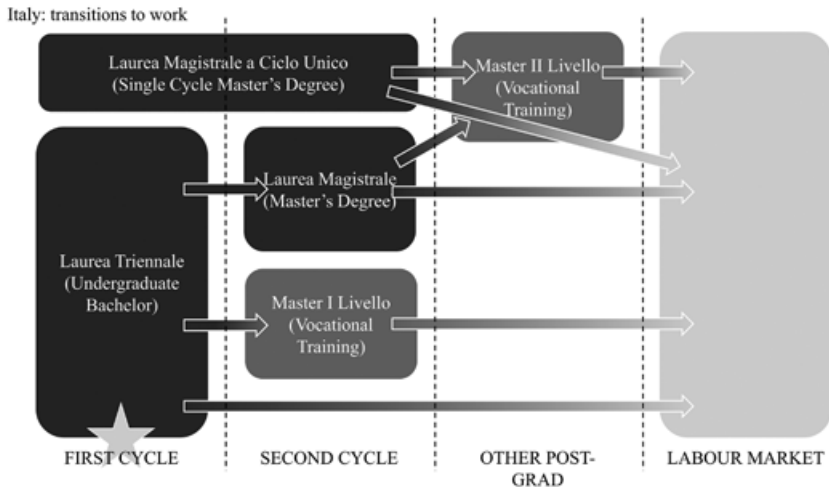 Italy: transitions to work
Laurea Magistrale a Ciclo Unico
(Single Cycle Master's Degree)
Master II Livello
(Vocational
Training)
Laurea Magistrale
(Master's Degree)
Laurea Triennale
(Undergraduate
Bachelor)
Master I Livello
(Vocational
Training)
FIRST CYCLE
SECOND CYCLE
OTHER POST-
GRAD
LABOUR MARKET